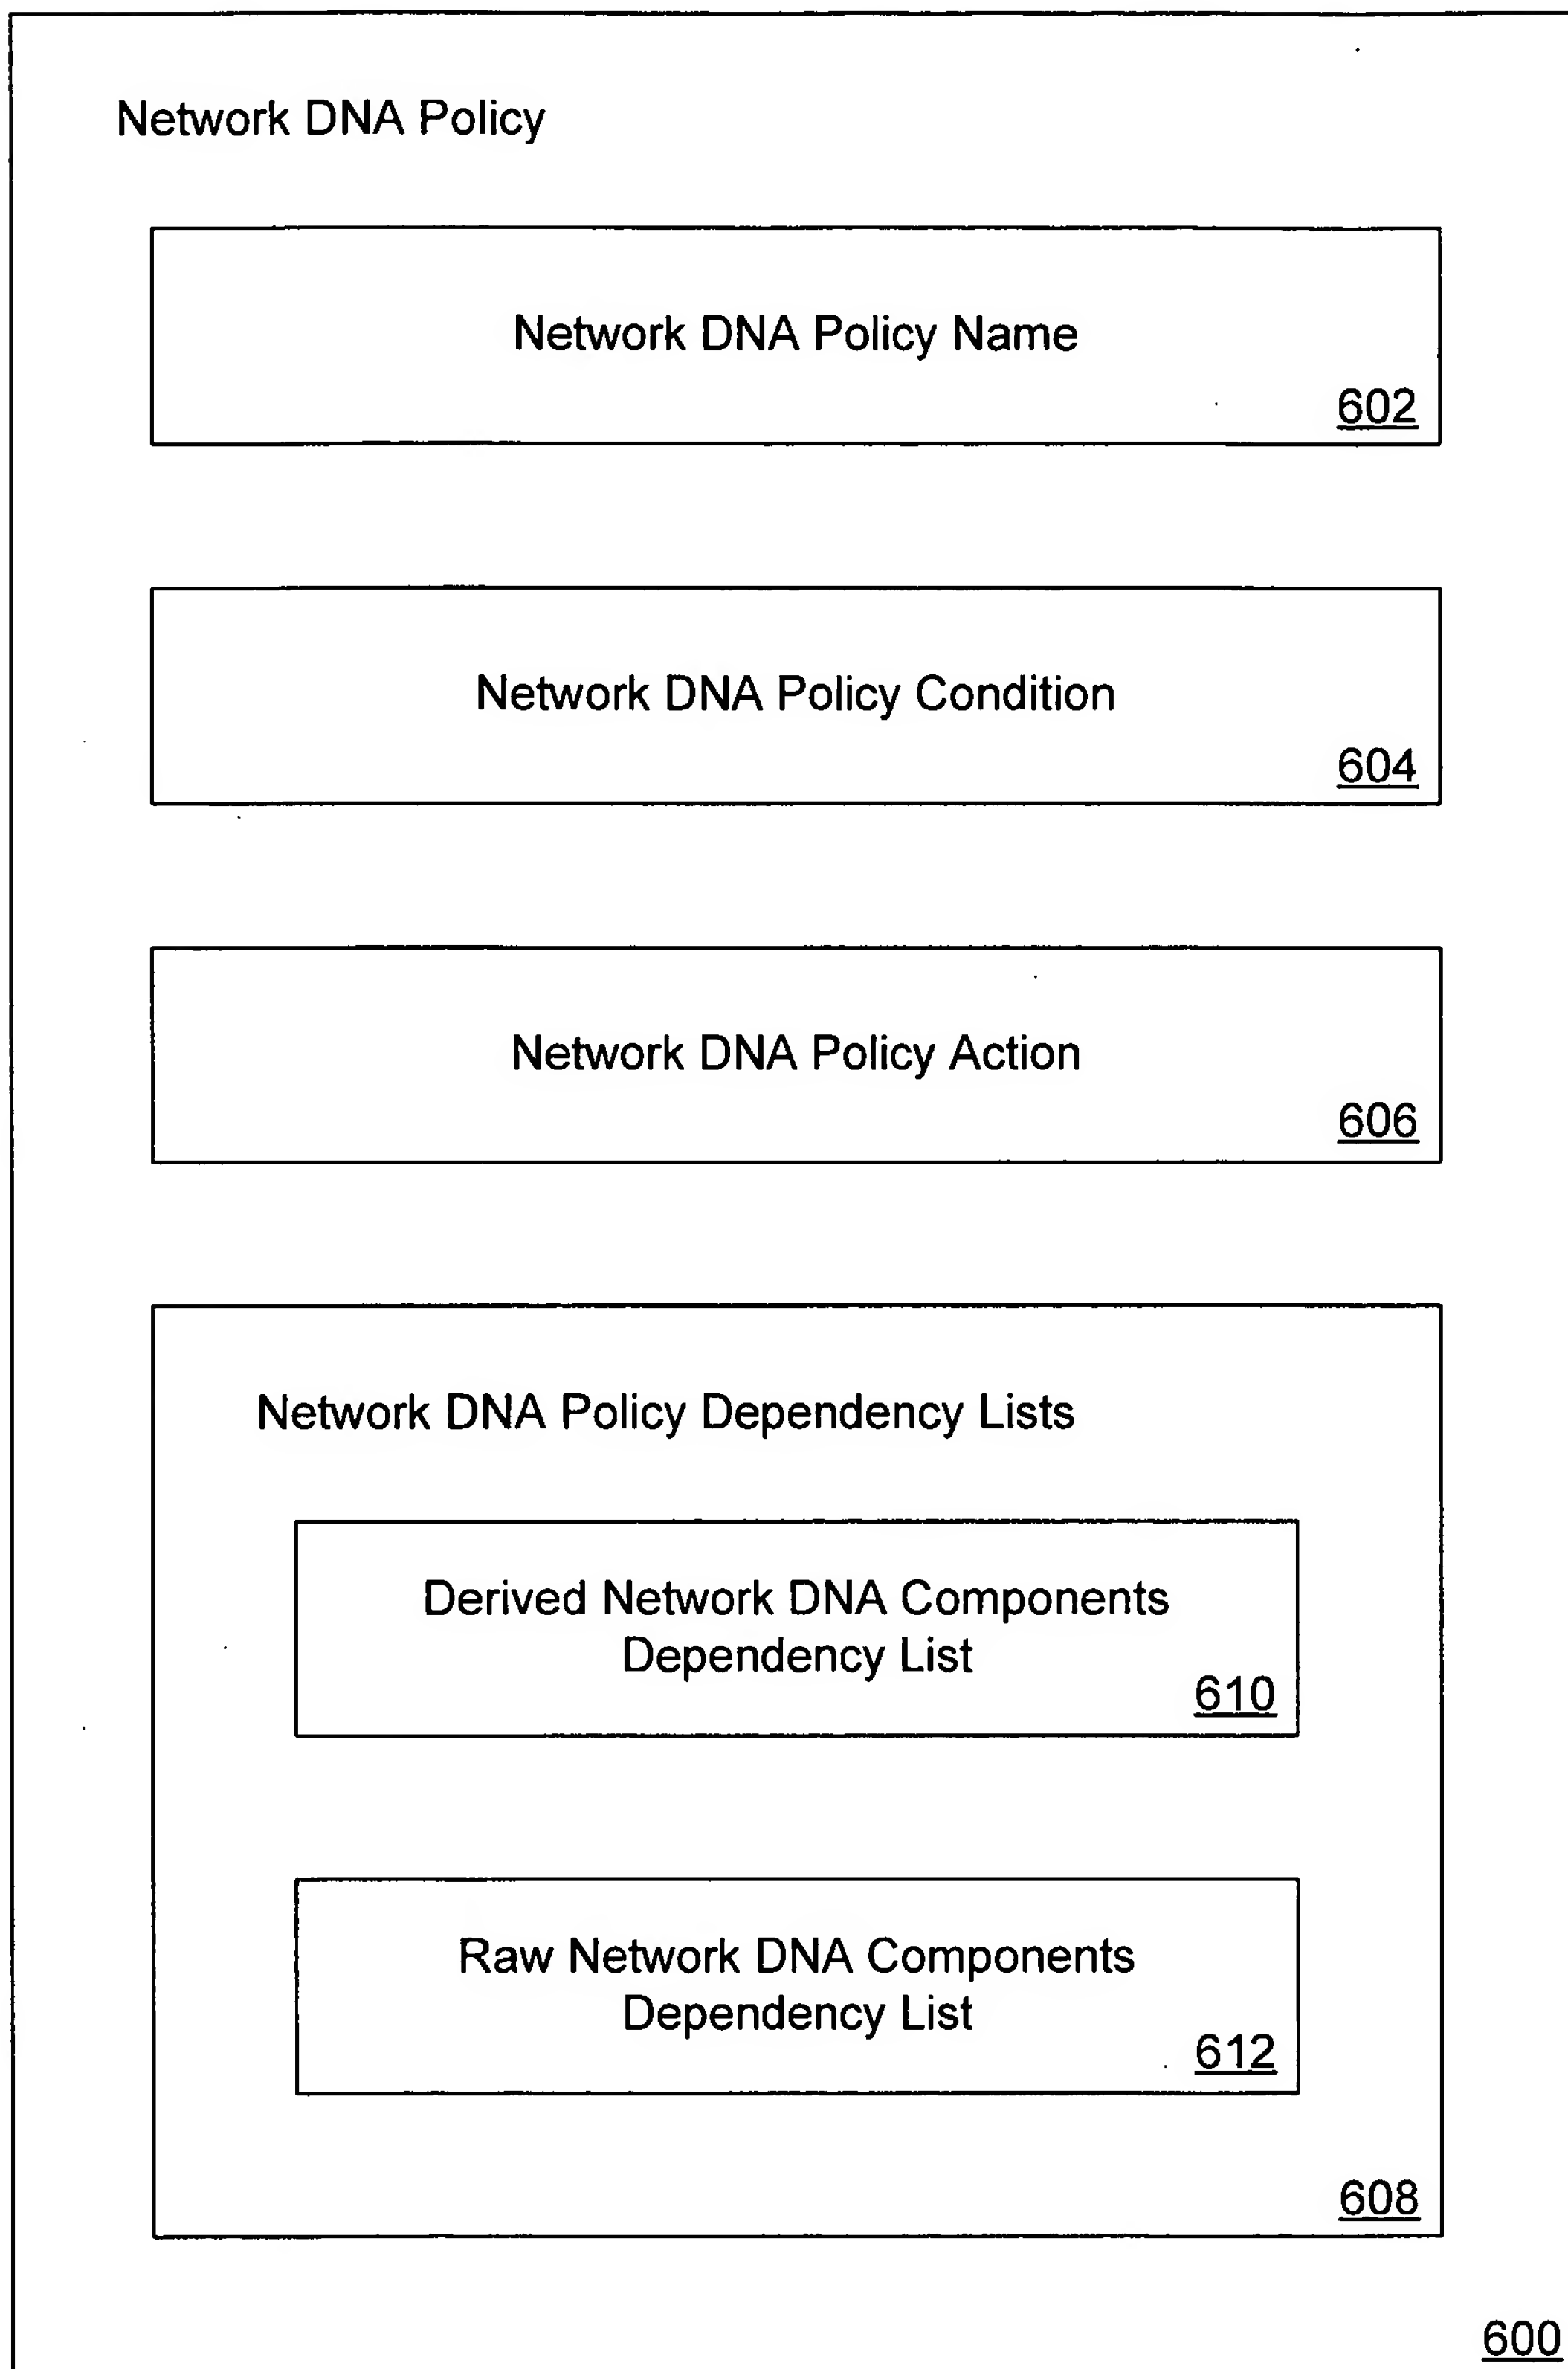 Network DNA Policy
Network DNA Policy Name
602
Network DNA Policy Condition
604
Network DNA Policy Action
606
Network DNA Policy Dependency Lists
Derived Network DNA Components
Dependency List
610
Raw Network DNA Components
Dependency List
612
608
600